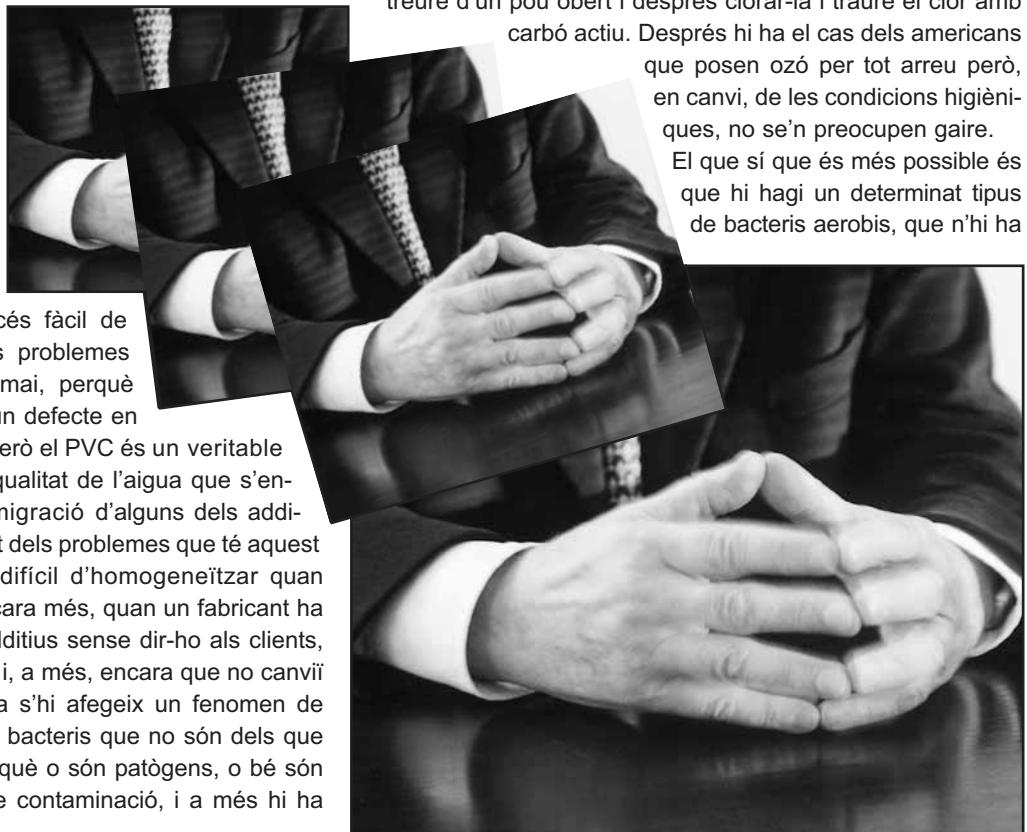 cés fàcil de
s problemes
mai, perquè
un defecte en
erò el PVC és un veritable
qualitat de l’aigua que s’en-
migració d’alguns dels addi-
t dels problemes que té aquest
difícil d’homogeneïtzar quan
cara més, quan un fabricant ha
dditius sense dir-ho als clients,
i, a més, encara que no canviï
a s’hi afegeix un fenomen de
bacteris que no són dels que
què o són patògens, o bé són
e contaminació, i a més hi ha
treure d’un pou obert i després clorar-la i traure el clor amb
carbó actiu. Després hi ha el cas dels americans
que posen ozó per tot arreu però,
en canvi, de les condicions higièni-
ques, no se’n preocupen gaire.
El que sí que és més possible és
que hi hagi un determinat tipus
de bacteris aerobis, que n’hi ha